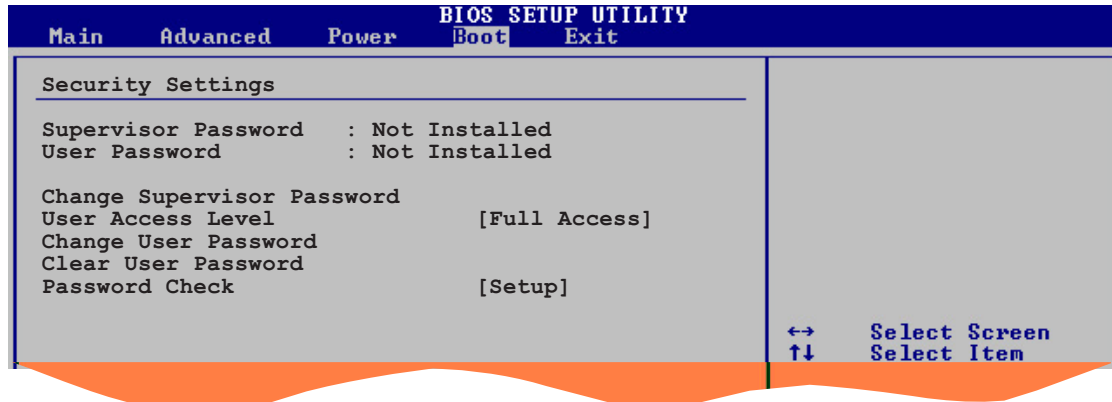 BIOS SETUP UTILITY
Main Advanced Power Boot Exit
Security Settings
Supervisor Password : Not Installed
User Password : Not Installed
Change Supervisor Password
User Access Level [Full Access]
Change User Password
Clear User Password
Password Check [Setup]
←→ Select Screen
↑↓ Select Item